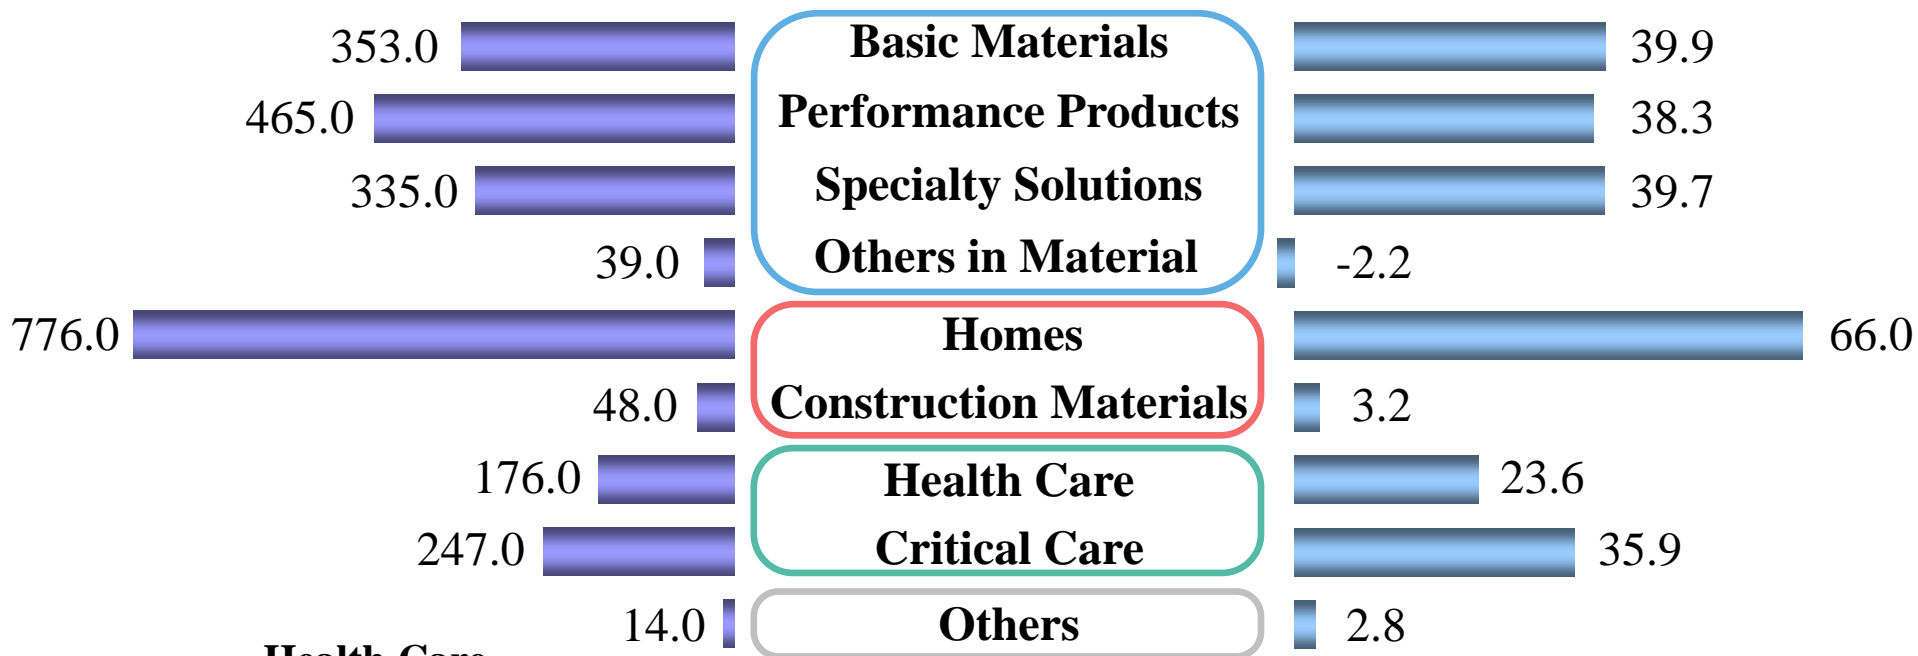 353.0 Basic Materials 39.9
465.0 Performance Products 38.3
335.0 Specialty Solutions 39.7
39.0 Others in Material -2.2
776.0 Homes 66.0
48.0 Construction Materials 3.2
176.0 Health Care 23.6
247.0 Critical Care 35.9
14.0 Others 2.8
Health Care